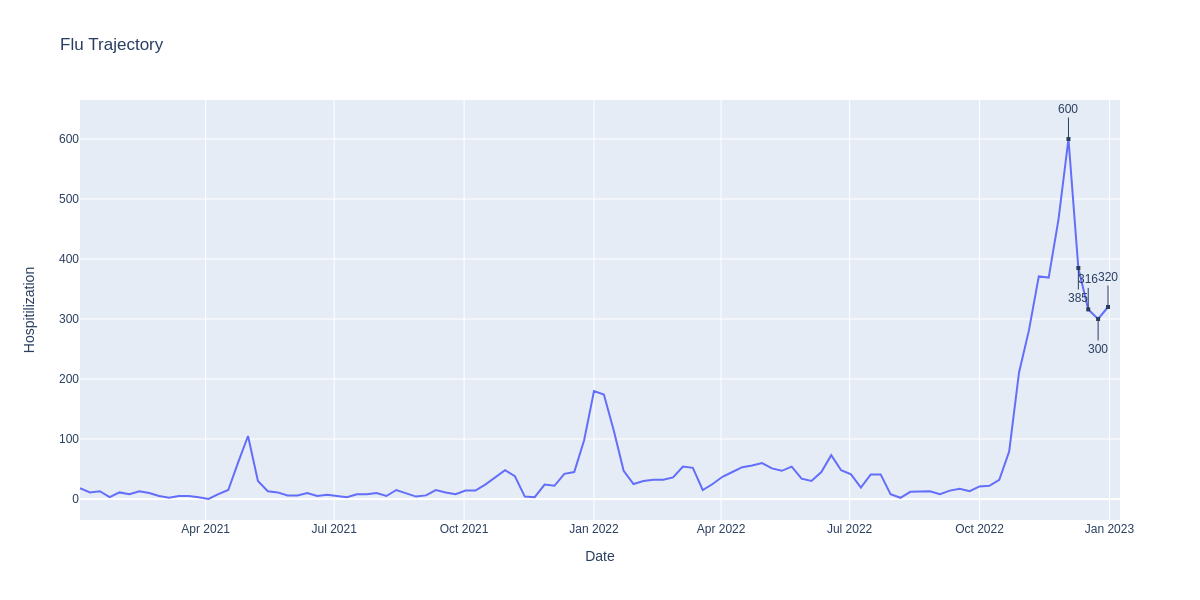 Flu Trajectory
600
600
500
400
316
320
385
300
300
200
100
0
Hospitilization
Apr 2021
Jul 2021
Oct 2021
Jan 2022
Apr 2022
Jul 2022
Oct 2022
Jan 2023
Date